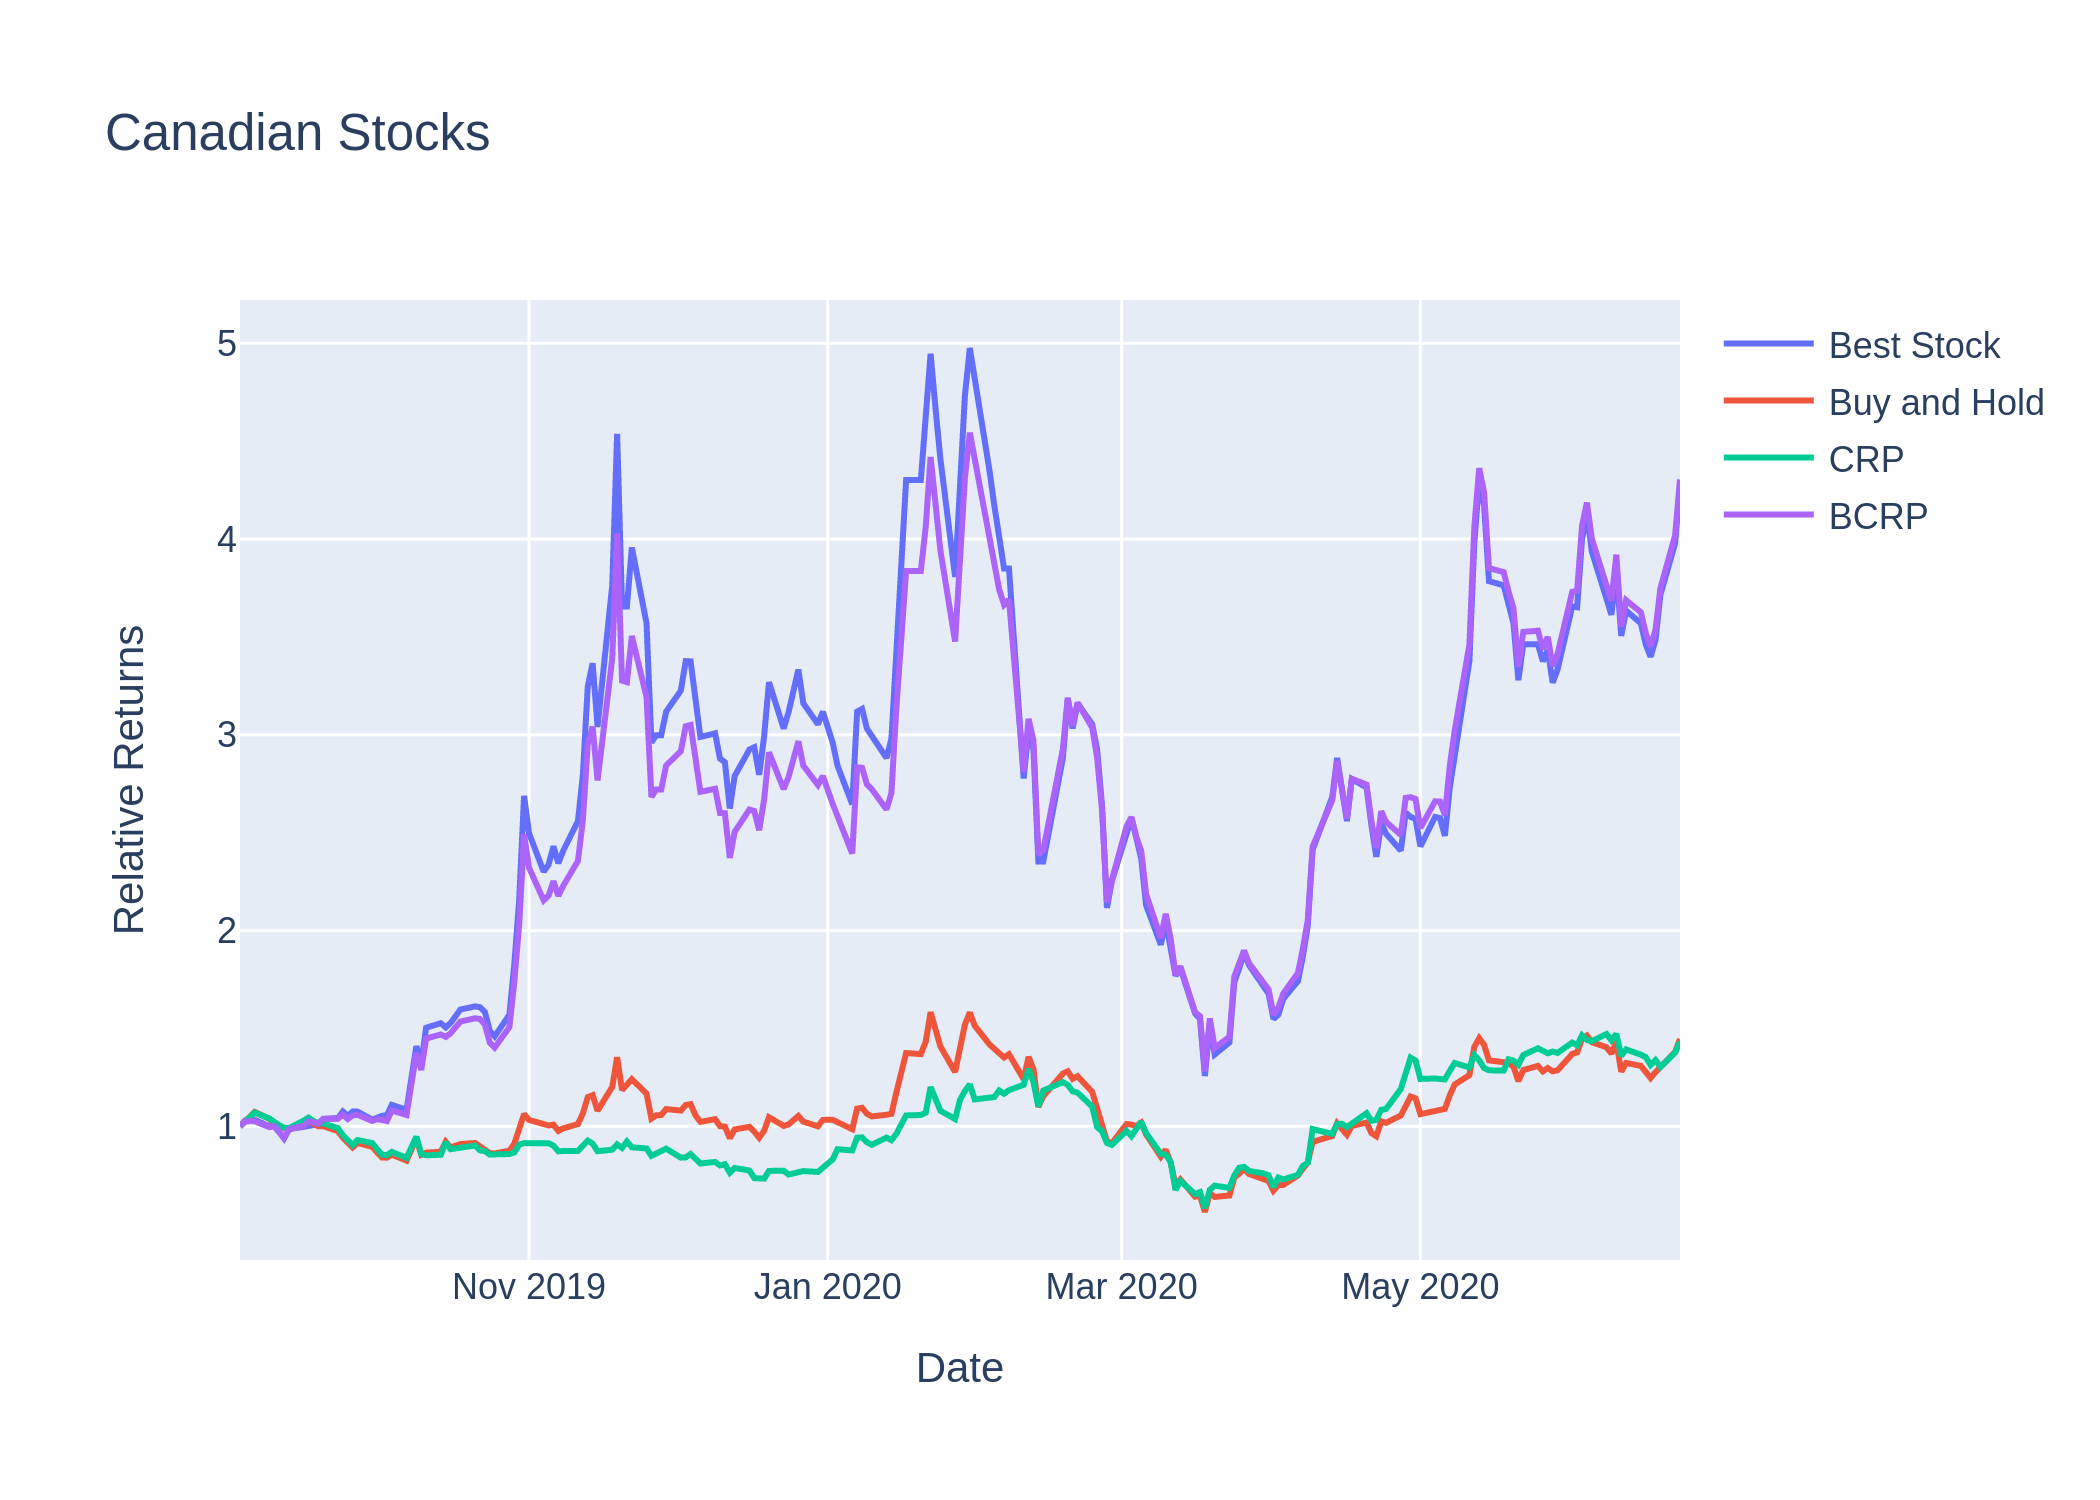 Canadian Stocks
5
4
3
2
1
Relative Returns
Nov 2019
Jan 2020
Mar 2020
May 2020
Date
Best Stock
Buy and Hold
CRP
BCRP